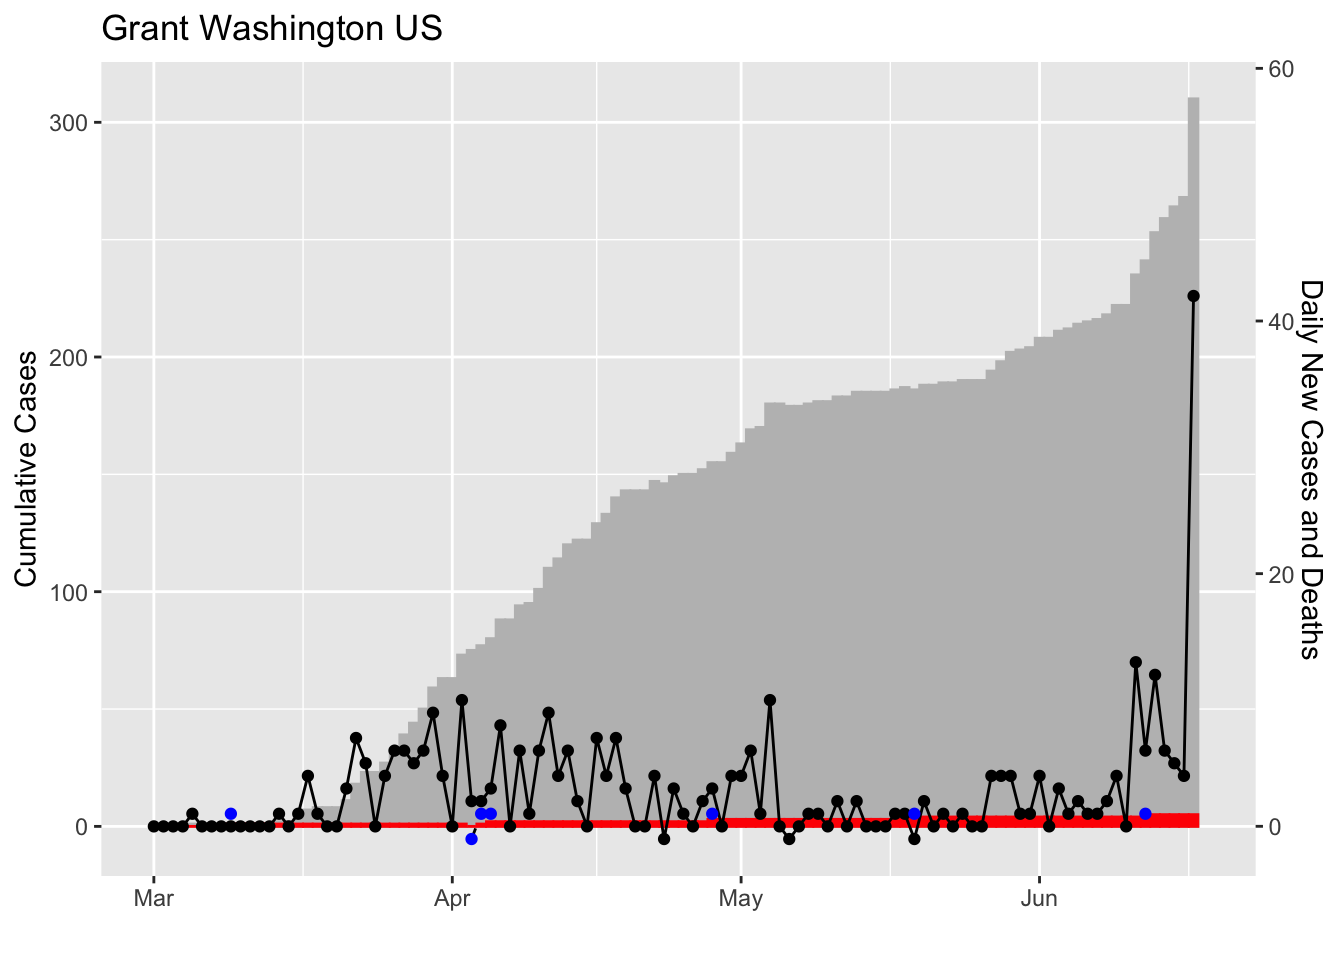 Grant Washington US
Cumulative Cases
300
200
100
0
60
40
20
0
Daily New Cases and Deaths
Mar
Apr
May
Jun